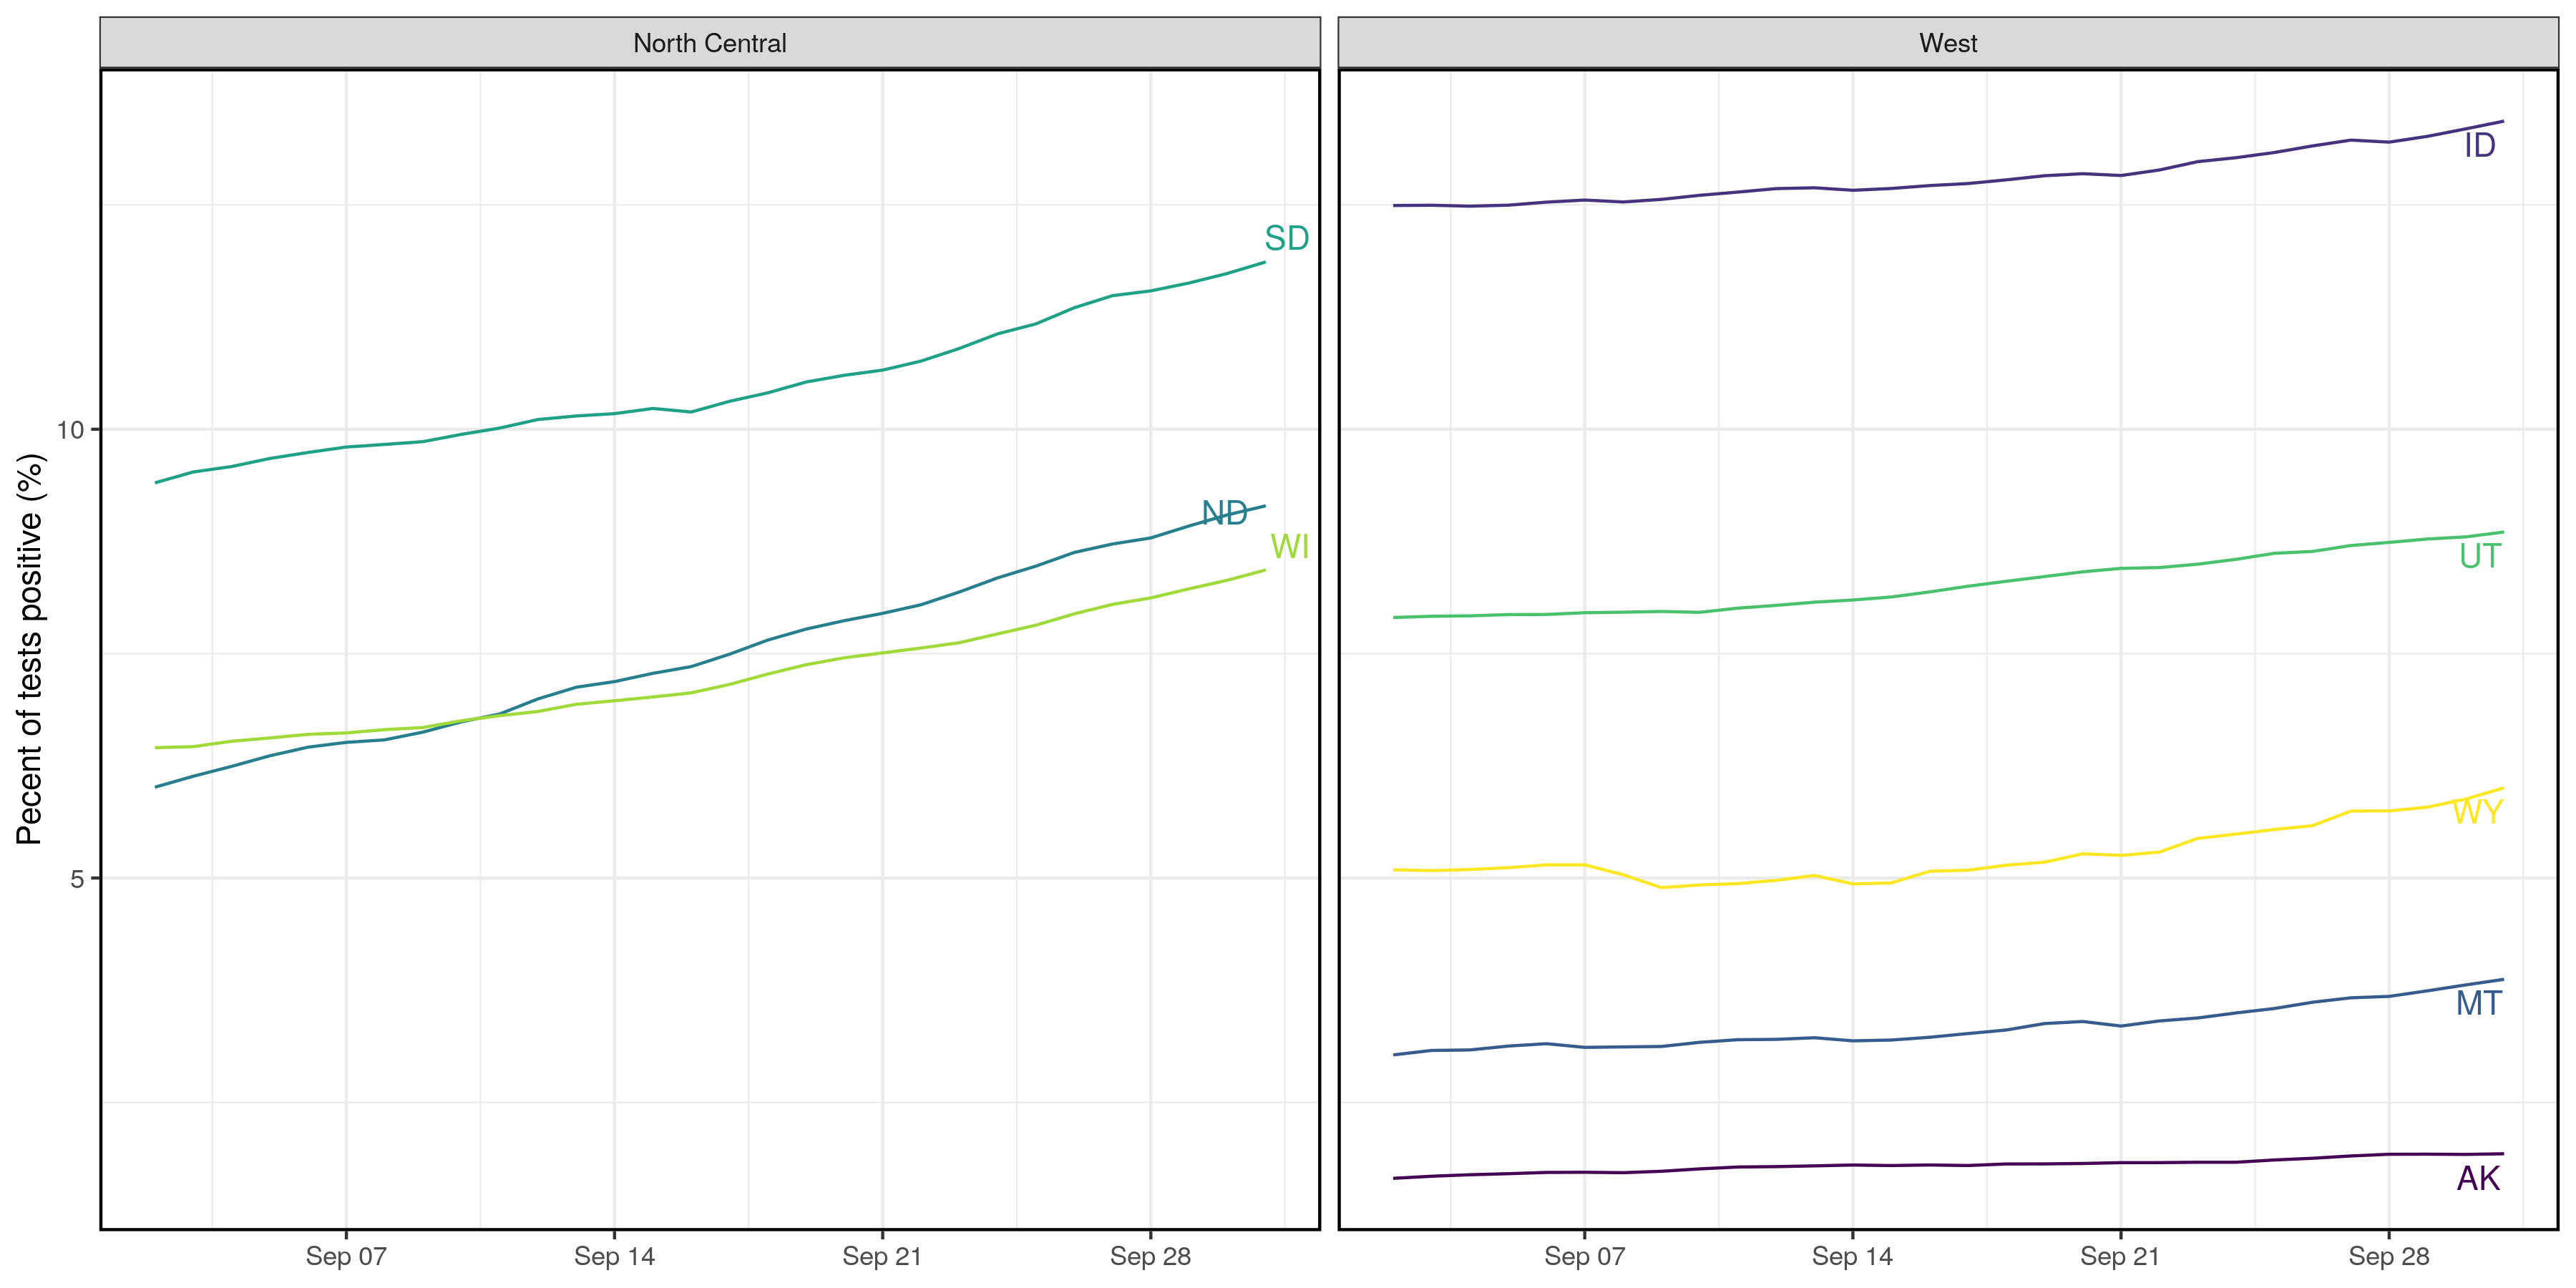 North Central
West
Pecent of tests positive (%)
10
5
SD
ND
WI
ID
UT
WY
MT
AK
Sep 07
Sep 14
Sep 21
Sep 28
Sep 07
Sep 14
Sep 21
Sep 28